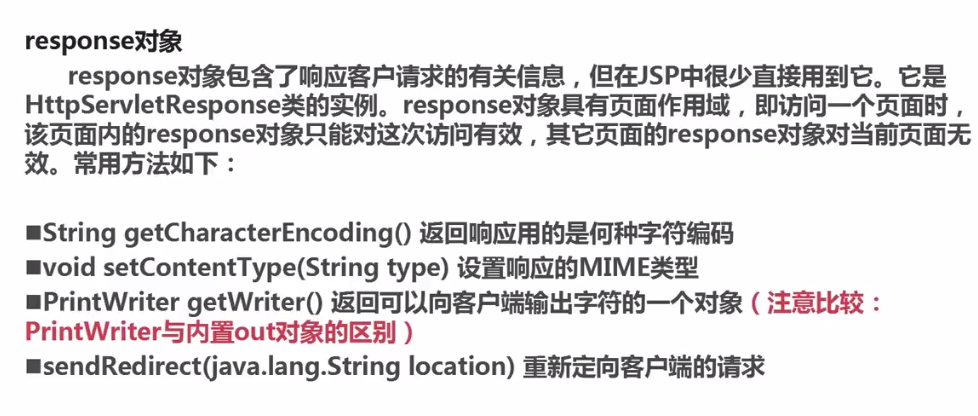 response对象
response对象包含了响应客户请求的有关信息，但在JSP中很少直接用到它。它是
HttpServletResponse类的实例。response对象具有页面作用域，即访问一个页面时，
该页面内的response对象只能对这次访问有效，其它页面的response对象对当前页面无
效。常用方法如下：
■String getCharacterEncoding() 返回响应用的是何种字符编码
■void setContentType(String type) 设置响应的MIME类型
■PrintWriter getWriter() 返回可以向客户端输出字符的一个对象（注意比较：
PrintWriter与内置out对象的区别）
■sendRedirect(java.lang.String location) 重新定向客户端的请求